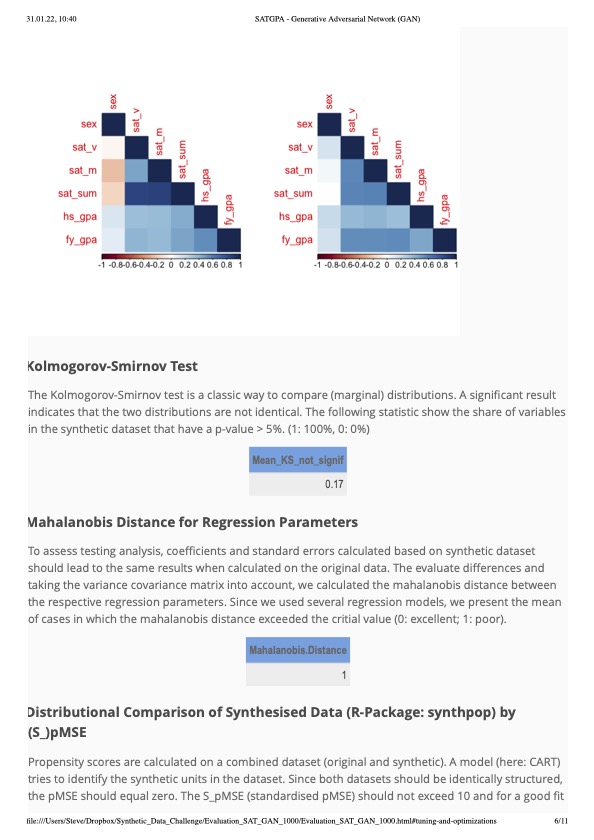 31.01.22, 10:40 SATGPA - Generative Adversarial Network (GAN)
sex
sat_v
sat_m
sat_sum
hs_gpa
fy_gpa
sex
sat_v
sat_m
sat_sum
hs_gpa
fy_gpa
-1 -0.8-0.6-0.4-0.2 0 0.2 0.4 0.6 0.8 1
sex
sat_v
sat_m
sat_sum
hs_gpa
fy_gpa
sex
sat_v
sat_m
sat_sum
hs_gpa
fy_gpa
-1 -0.8-0.6-0.4-0.2 0 0.2 0.4 0.6 0.8 1
Kolmogorov-Smirnov Test
The Kolmogorov-Smirnov test is a classic way to compare (marginal) distributions. A significant result
indicates that the two distributions are not identical. The following statistic show the share of variables
in the synthetic dataset that have a p-value > 5%. (1: 100%, 0: 0%)
Mean_KS_not_signif
0.17
Mahalanobis Distance for Regression Parameters
To assess testing analysis, coefficients and standard errors calculated based on synthetic dataset
should lead to the same results when calculated on the original data. The evaluate differences and
taking the variance covariance matrix into account, we calculated the mahalanobis distance between
the respective regression parameters. Since we used several regression models, we present the mean
of cases in which the mahalanobis distance exceeded the critial value (0: excellent; 1: poor).
Mahalanobis.Distance
1
Distributional Comparison of Synthesised Data (R-Package: synthpop) by
(S_)pMSE
Propensity scores are calculated on a combined dataset (original and synthetic). A model (here: CART)
tries to identify the synthetic units in the dataset. Since both datasets should be identically structured,
the pMSE should equal zero. The S_pMSE (standardised pMSE) should not exceed 10 and for a good fit
file:///Users/Steve/Dropbox/Synthetic_Data_Challenge/Evaluation_SAT_GAN_1000/Evaluation_SAT_GAN_1000.html#tuning-and-optimizations 6/11